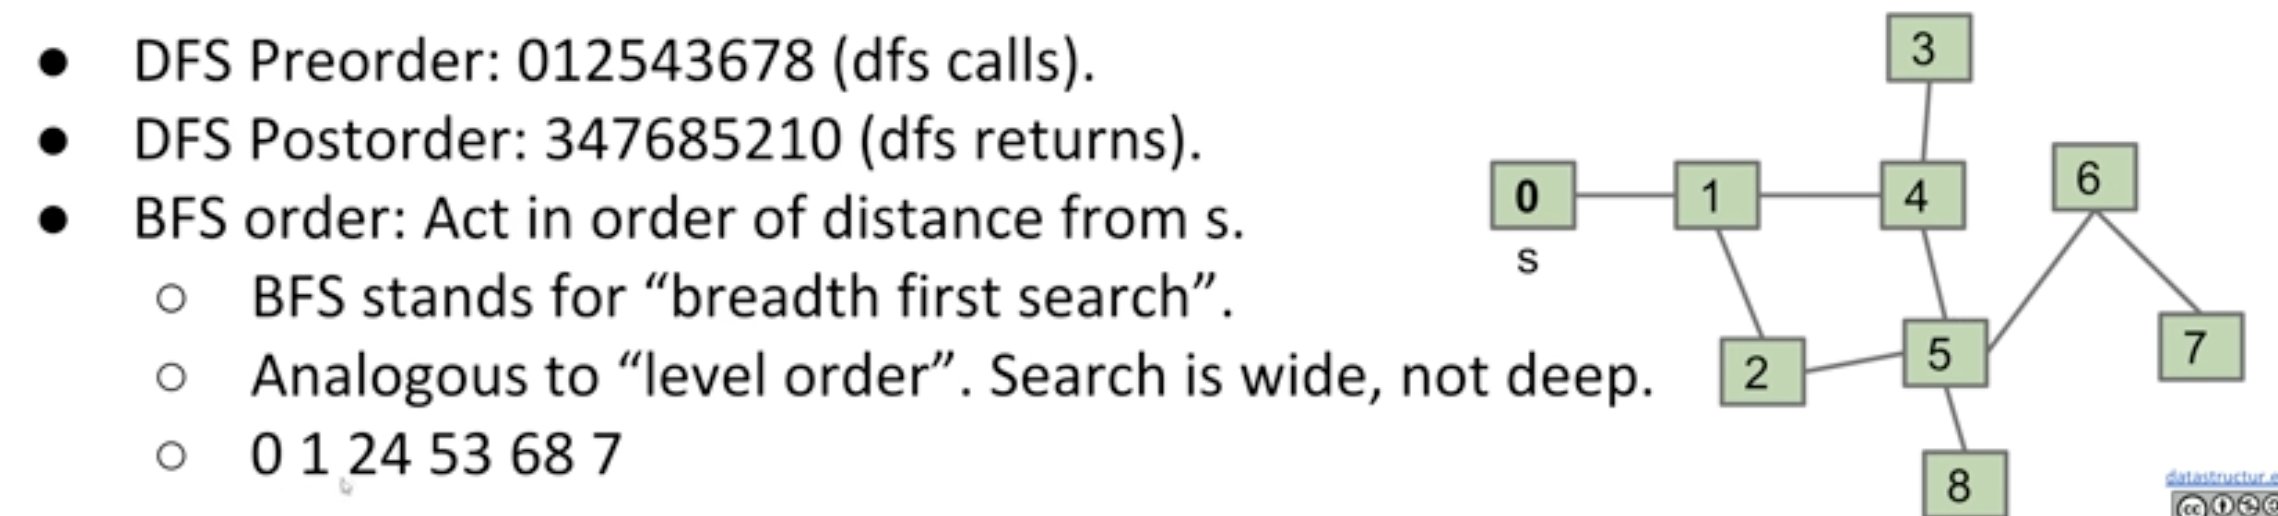 ● DFS Preorder: 012543678 (dfs calls).
● DFS Postorder: 347685210 (dfs returns).
● BFS order: Act in order of distance from s.
○ BFS stands for “breadth first search”.
○ Analogous to “level order”. Search is wide, not deep.
○ 0 1 24 53 68 7
3
6
0
1
4
s
5
7
2
8
datastructur.e
cc